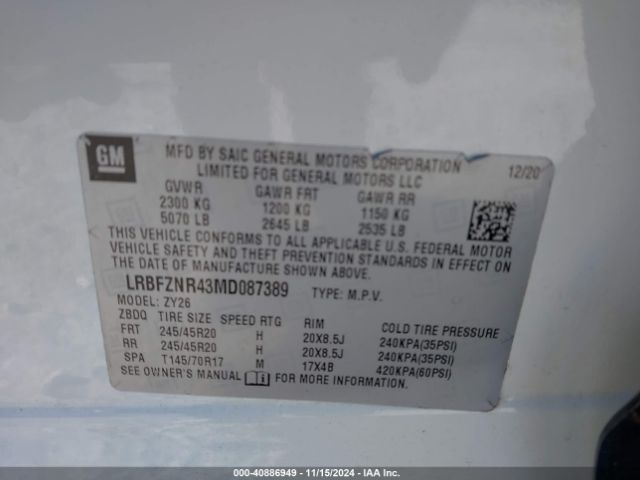 GM
MFD BY SAIC GENERAL MOTORS CORPORATION 12/20
LIMITED FOR GENERAL MOTORS LLC
GVWR GAWR FRT GAWR RR
2300 KG 1200 KG 1150 KG
5070 LB 2645 LB 2535 LB
THIS VEHICLE CONFORMS TO ALL APPLICABLE U.S. FEDERAL MOTOR
VEHICLE SAFETY AND THEFT PREVENTION STANDARDS IN EFFECT ON
THE DATE OF MANUFACTURE SHOWN ABOVE.
LRBFZNR43MD087389 TYPE: M.P.V.
MODEL: ZY26
ZBDQ TIRE SIZE SPEED RTG RIM COLD TIRE PRESSURE
FRT 245/45R20 H 20X8.5J 240KPA(35PSI)
RR 245/45R20 H 20X8.5J 240KPA(35PSI)
SPA T145/70R17 M 17X4B 420KPA(60PSI)
SEE OWNER'S MANUAL FOR MORE INFORMATION.
000-40886949 - 11/15/2024 - IAA Inc.